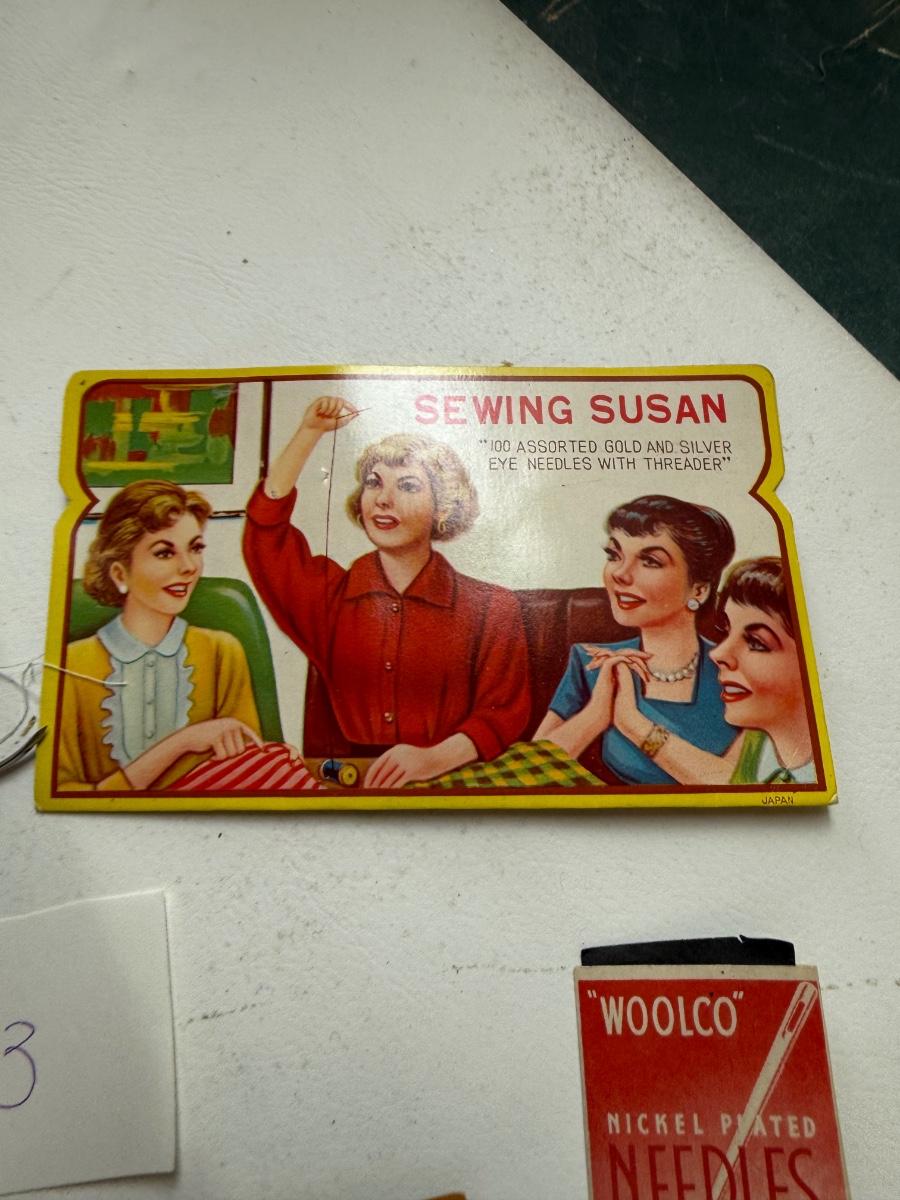 SEWING SUSAN
"100 ASSORTED GOLD AND SILVER
EYE NEEDLES WITH THREADER"
JAPAN
3
"WOOLCO"
NICKEL PLATED
NEEDLES